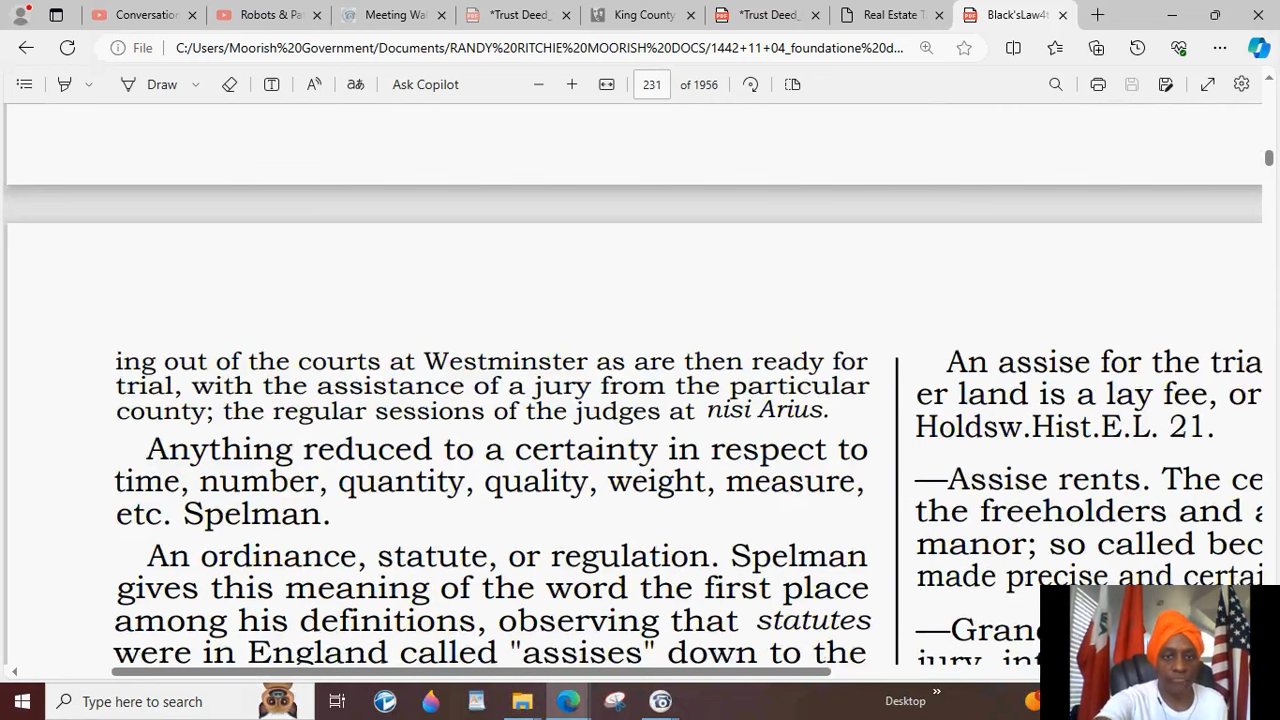 Conversation
Robots & Pa
Meeting Wa
*Trust Deed_
King County
*Trust Deed_
Real Estate T
Black'sLaw4t
File
C:/Users/Moorish%20Government/Documents/RANDY%20RITCHIE%20MOORISH%20DOCS/1442+11+04_foundatione%20d...
Draw
aあ
Ask Copilot
231 of 1956
ing out of the courts at Westminster as are then ready for
trial, with the assistance of a jury from the particular
county; the regular sessions of the judges at nisi Arius.
Anything reduced to a certainty in respect to
time, number, quantity, quality, weight, measure,
etc. Spelman.
An ordinance, statute, or regulation. Spelman
gives this meaning of the word the first place
among his definitions, observing that statutes
were in England called "assises" down to the
An assise for the tria
er land is a lay fee, or
Holdsw.Hist.E.L. 21.
—Assise rents. The ce
the freeholders and a
manor; so called bec
made precise and certai
—Gran
jury, int
Type here to search
Desktop